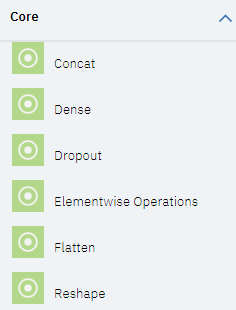 Core
Concat
Dense
Dropout
Elementwise Operations
Flatten
Reshape